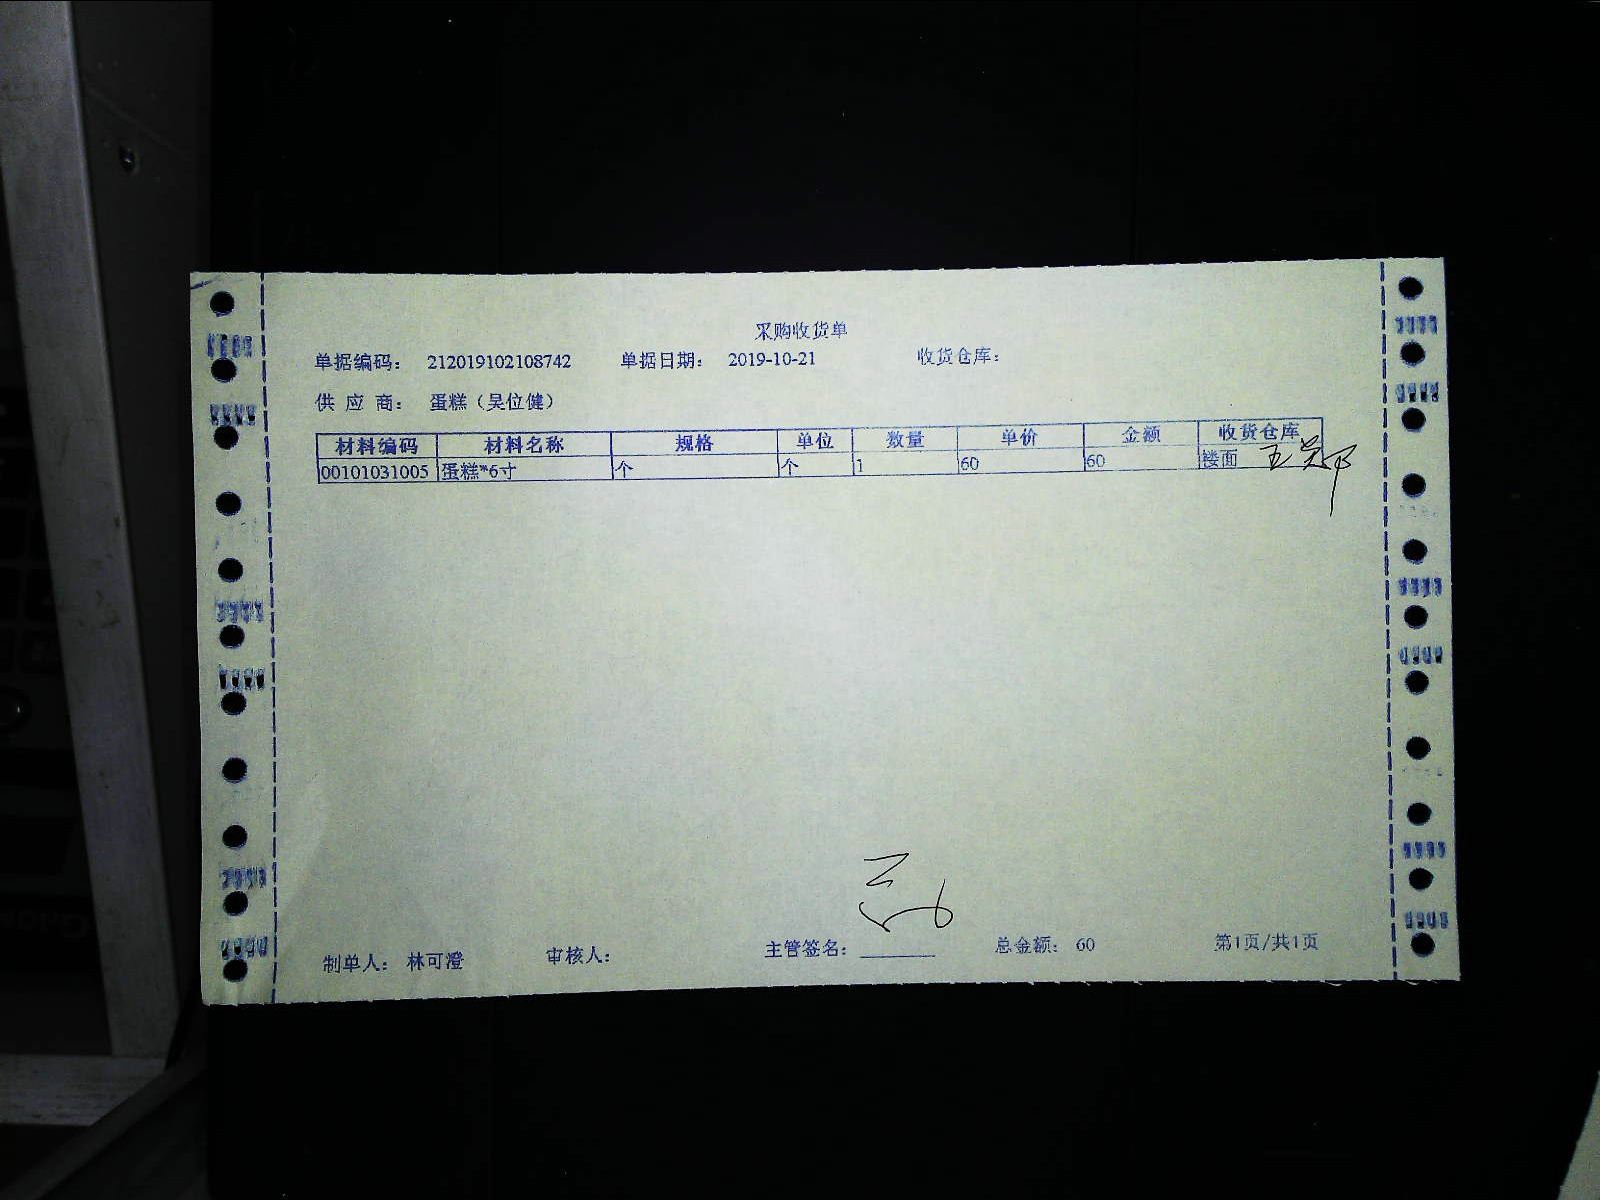 采购收货单
单据编码： 212019102108742 单据日期： 2019-10-21 收货仓库：
供 应 商： 蛋糕（吴位健）
材料编码 材料名称 规格 单位 数量 单价 金额 收货仓库
00101031005 蛋糕*6寸 个 个 1 60 60 楼面
制单人： 林可澄 审核人： 主管签名： 总金额： 60 第1页/共1页